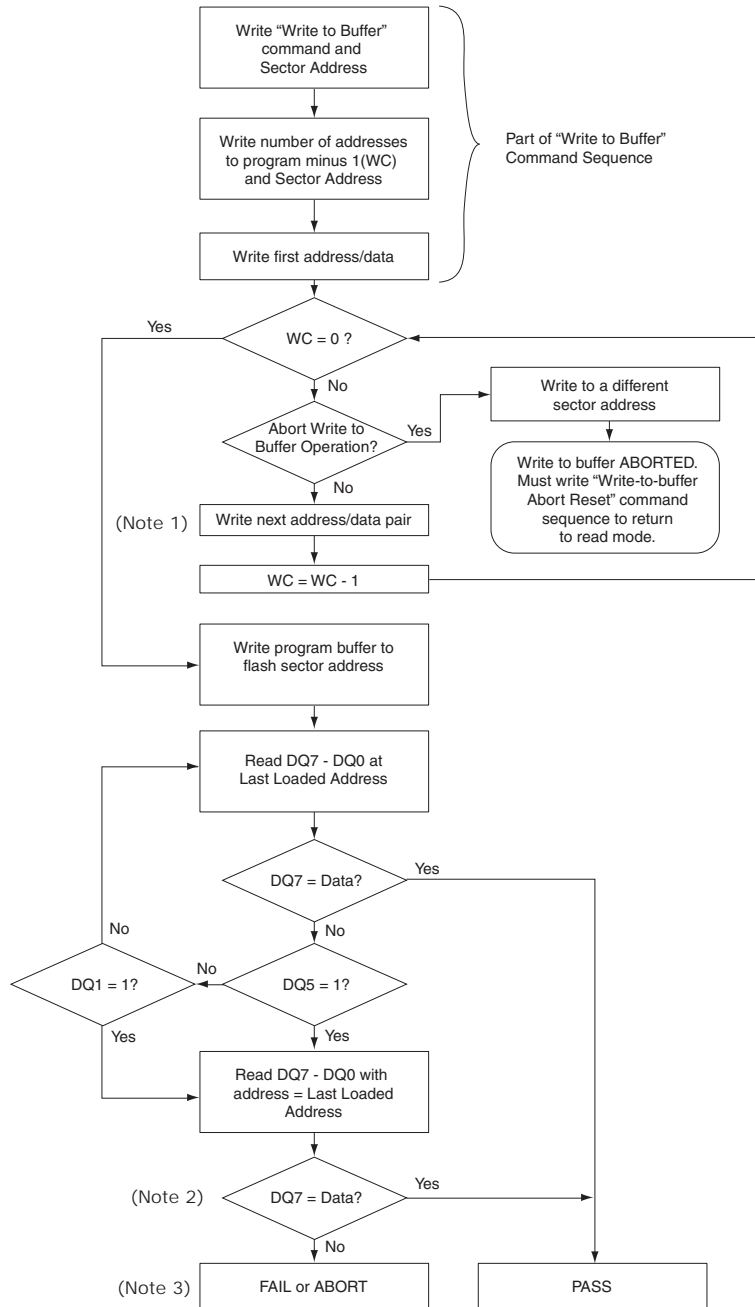 Write “Write to Buffer”
command and
Sector Address
Write number of addresses
to program minus 1(WC)
and Sector Address
Part of “Write to Buffer”
Command Sequence
Write first address/data
Yes
WC = 0 ?
No
Write to a different
sector address
Abort Write to
Buffer Operation?
Yes
No
Write to buffer ABORTED.
Must write “Write-to-buffer
Abort Reset” command
sequence to return
to read mode.
(Note 1)
Write next address/data pair
WC = WC - 1
Write program buffer to
flash sector address
Read DQ7 - DQ0 at
Last Loaded Address
DQ7 = Data?
Yes
No
No
DQ1 = 1?
No
DQ5 = 1?
Yes
Yes
Read DQ7 - DQ0 with
address = Last Loaded
Address
(Note 2)
DQ7 = Data?
Yes
No
(Note 3)
FAIL or ABORT
PASS